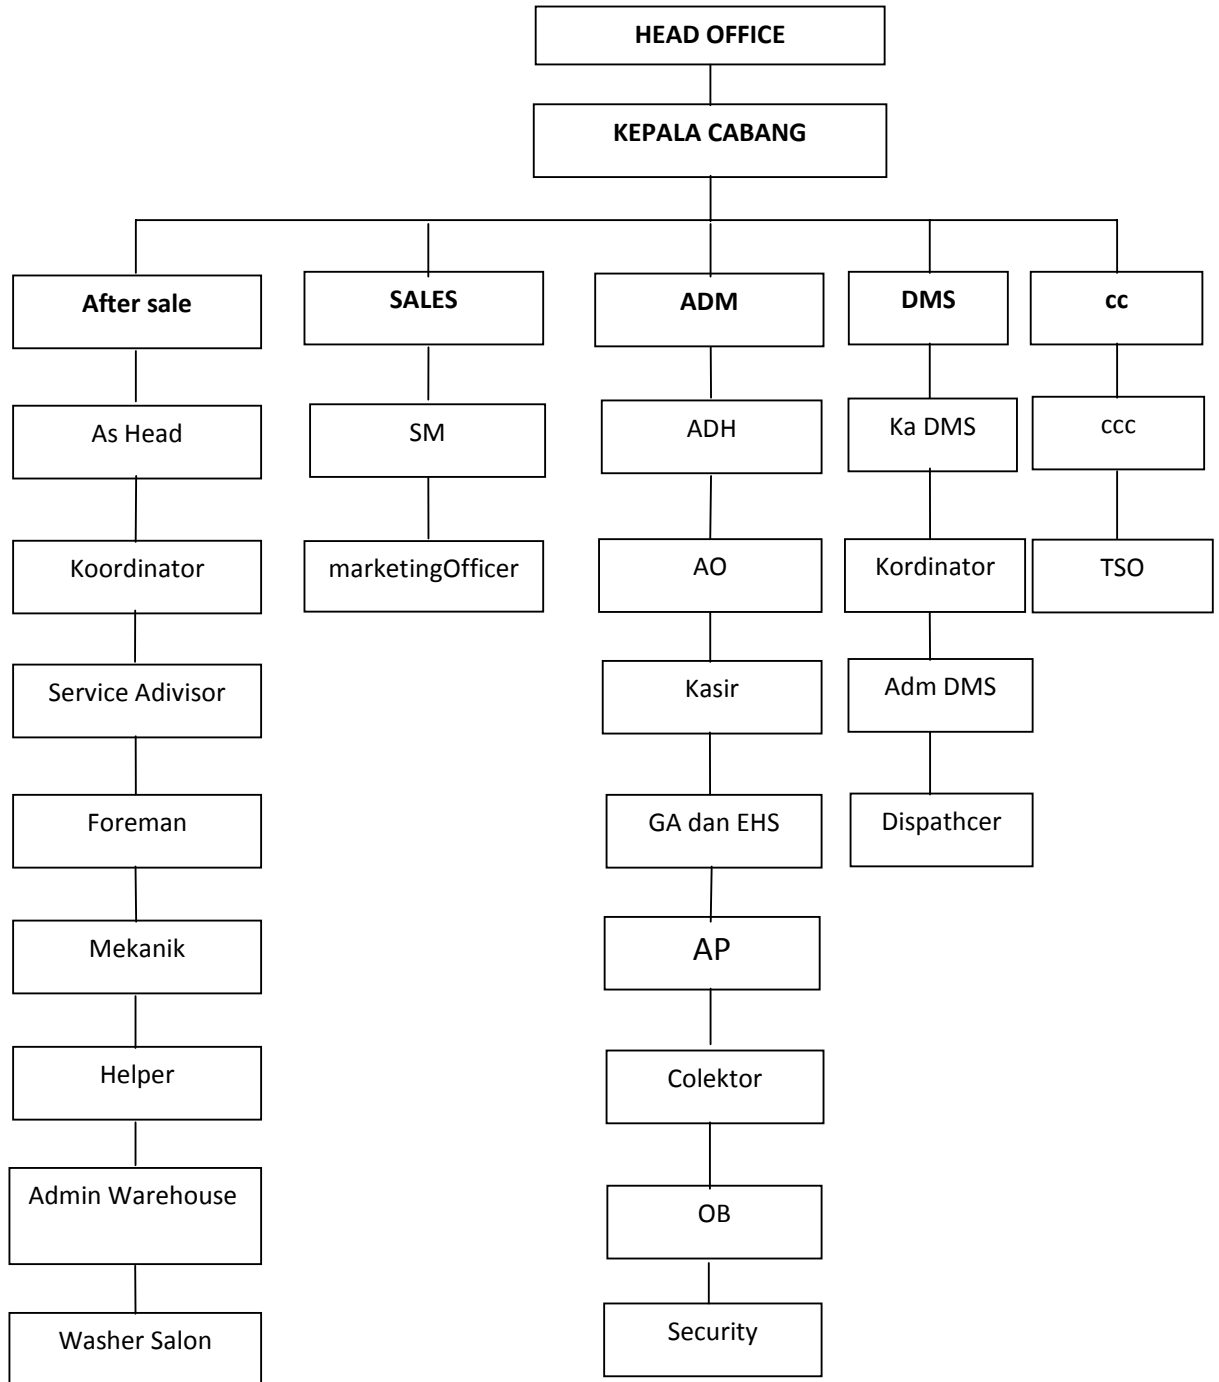 HEAD OFFICE
KEPALA CABANG
After sale
SALES
ADM
DMS
cc
As Head
SM
ADH
Ka DMS
ccc
Koordinator
marketingOfficer
AO
Kordinator
TSO
Service Adivisor
Kasir
Adm DMS
Foreman
GA dan EHS
Dispathcer
Mekanik
AP
Helper
Colektor
Admin Warehouse
OB
Washer Salon
Security